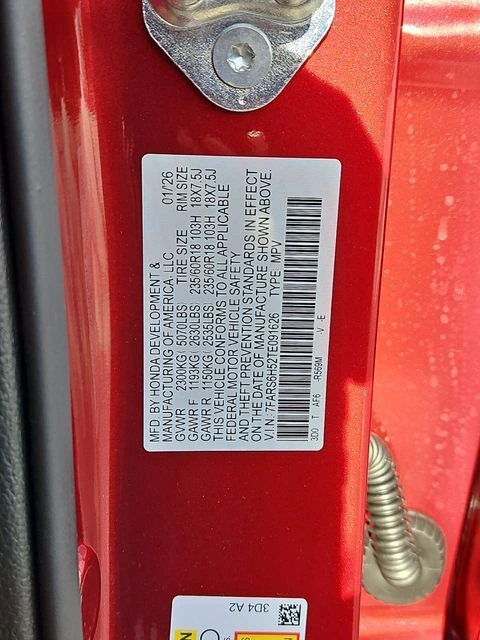 MFD. BY HONDA DEVELOPMENT &
MANUFACTURING OF AMERICA, LLC 01/26
GVWR 2300KG( 5070LBS) TIRE SIZE RIM SIZE
GAWR F 1193KG( 2630LBS) 235/60R18 103H 18X7.5J
GAWR R 1150KG( 2535LBS) 235/60R18 103H 18X7.5J
THIS VEHICLE CONFORMS TO ALL APPLICABLE
FEDERAL MOTOR VEHICLE SAFETY
AND THEFT PREVENTION STANDARDS IN EFFECT
ON THE DATE OF MANUFACTURE SHOWN ABOVE.
V.I.N: 7FARS6H52TE091626 TYPE MPV
3D0 T AF6 -R569M V -E
3D4 A2